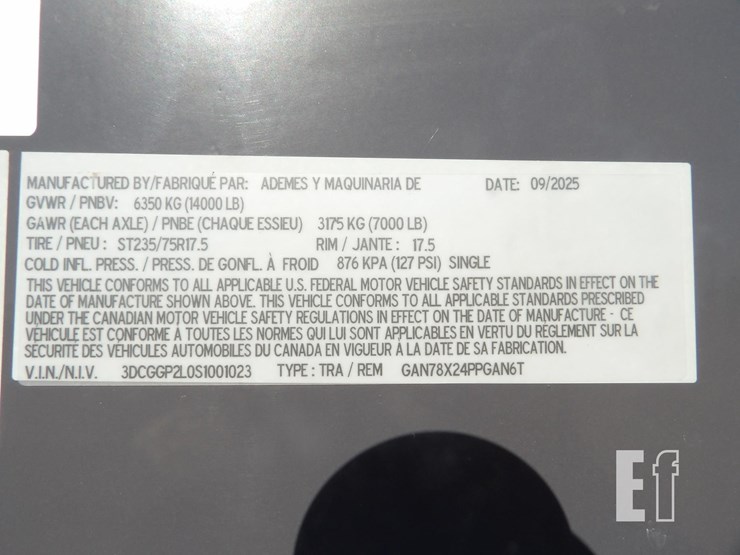 MANUFACTURED BY/FABRIQUÉ PAR: ADEMES Y MAQUINARIA DE DATE: 09/2025
GVWR / PNBV: 6350 KG (14000 LB)
GAWR (EACH AXLE) / PNBE (CHAQUE ESSIEU) 3175 KG (7000 LB)
TIRE / PNEU : ST235/75R17.5 RIM / JANTE : 17.5
COLD INFL. PRESS. / PRESS. DE GONFL. À FROID 876 KPA (127 PSI) SINGLE
THIS VEHICLE CONFORMS TO ALL APPLICABLE U.S. FEDERAL MOTOR VEHICLE SAFETY STANDARDS IN EFFECT ON THE
DATE OF MANUFACTURE SHOWN ABOVE. THIS VEHICLE CONFORMS TO ALL APPLICABLE STANDARDS PRESCRIBED
UNDER THE CANADIAN MOTOR VEHICLE SAFETY REGULATIONS IN EFFECT ON THE DATE OF MANUFACTURE - CE
VÉHICULE EST CONFORME À TOUTES LES NORMES QUI LUI SONT APPLICABLES EN VERTU DU RÈGLEMENT SUR LA
SÉCURITÉ DES VÉHICULES AUTOMOBILES DU CANADA EN VIGUEUR À LA DATE DE SA FABRICATION.
V.I.N./N.I.V. 3DCGGP2L0S1001023 TYPE : TRA / REM GAN78X24PPGAN6T
Ef